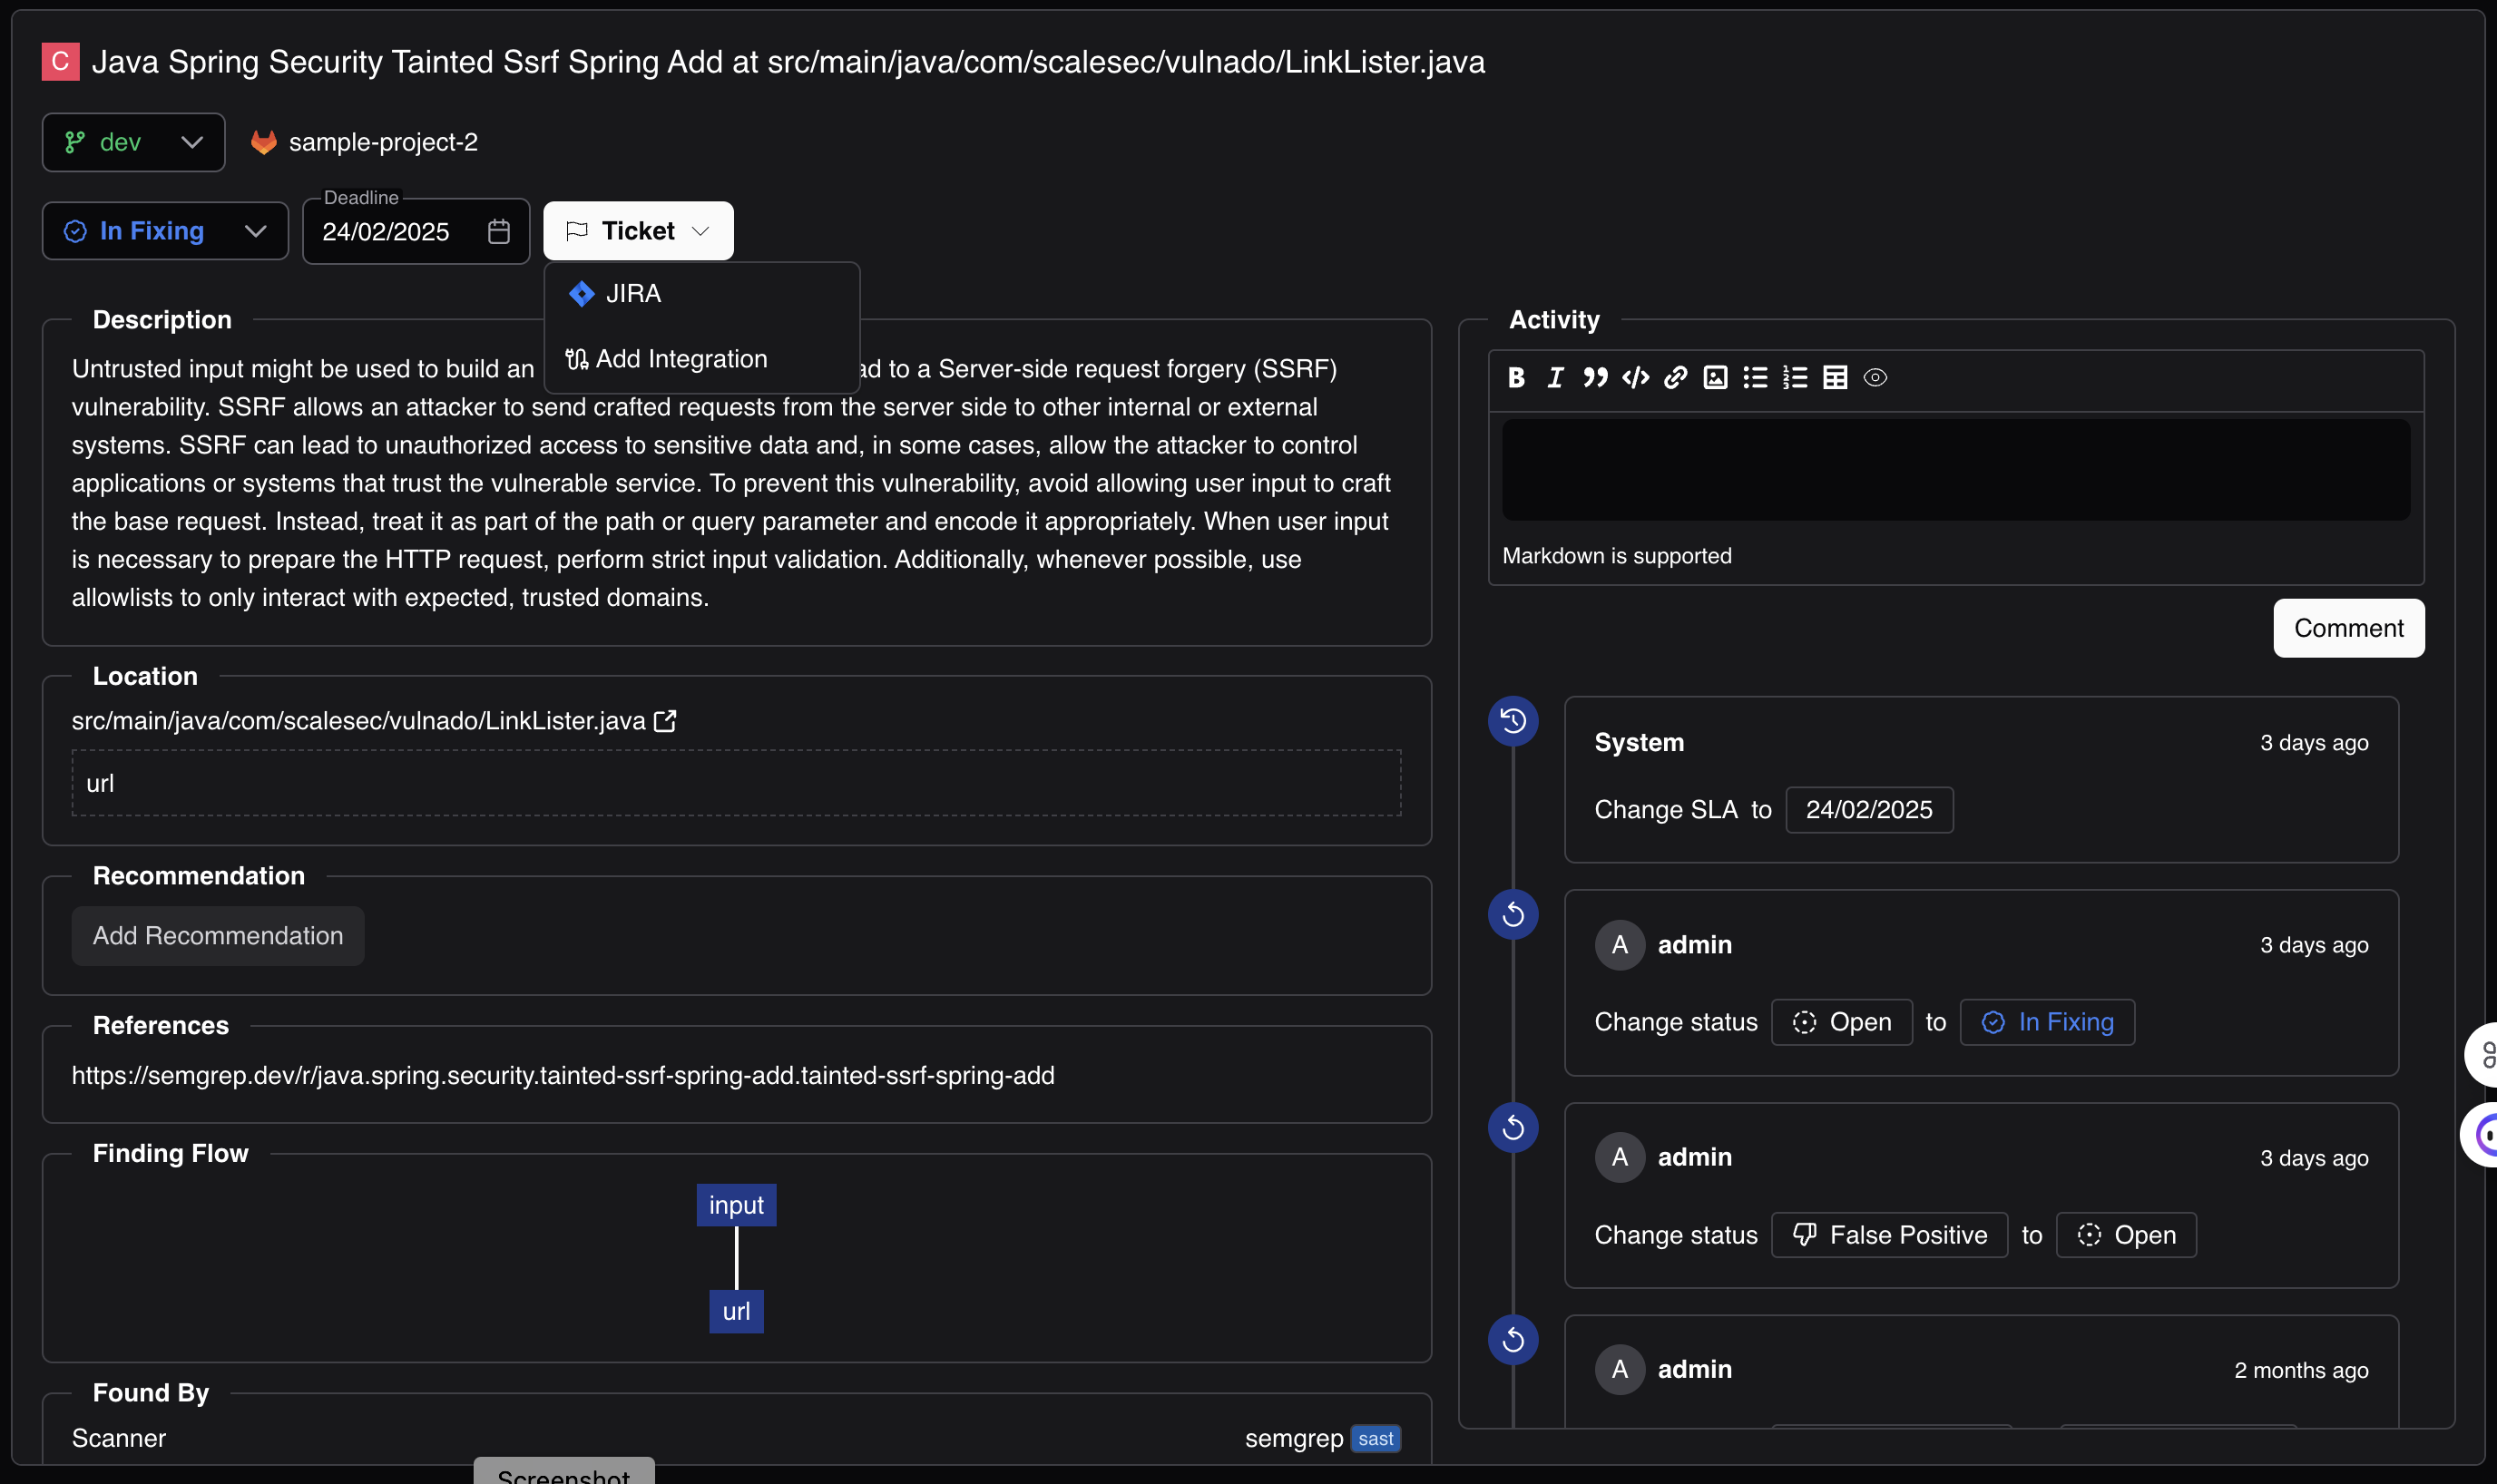 C Java Spring Security Tainted Ssrf Spring Add at src/main/java/com/scalesec/vulnado/LinkLister.java
dev
sample-project-2
In Fixing
Deadline
24/02/2025
Ticket
JIRA
Add Integration
Description
Untrusted input might be used to build an
ad to a Server-side request forgery (SSRF)
vulnerability. SSRF allows an attacker to send crafted requests from the server side to other internal or external
systems. SSRF can lead to unauthorized access to sensitive data and, in some cases, allow the attacker to control
applications or systems that trust the vulnerable service. To prevent this vulnerability, avoid allowing user input to craft
the base request. Instead, treat it as part of the path or query parameter and encode it appropriately. When user input
is necessary to prepare the HTTP request, perform strict input validation. Additionally, whenever possible, use
allowlists to only interact with expected, trusted domains.
Location
src/main/java/com/scalesec/vulnado/LinkLister.java
url
Recommendation
Add Recommendation
References
https://semgrep.dev/r/java.spring.security.tainted-ssrf-spring-add.tainted-ssrf-spring-add
Finding Flow
input
url
Found By
Scanner
semgrep sast
Screenshot
Activity
Markdown is supported
Comment
System
3 days ago
Change SLA to 24/02/2025
A admin
3 days ago
Change status Open to In Fixing
A admin
3 days ago
Change status False Positive to Open
A admin
2 months ago